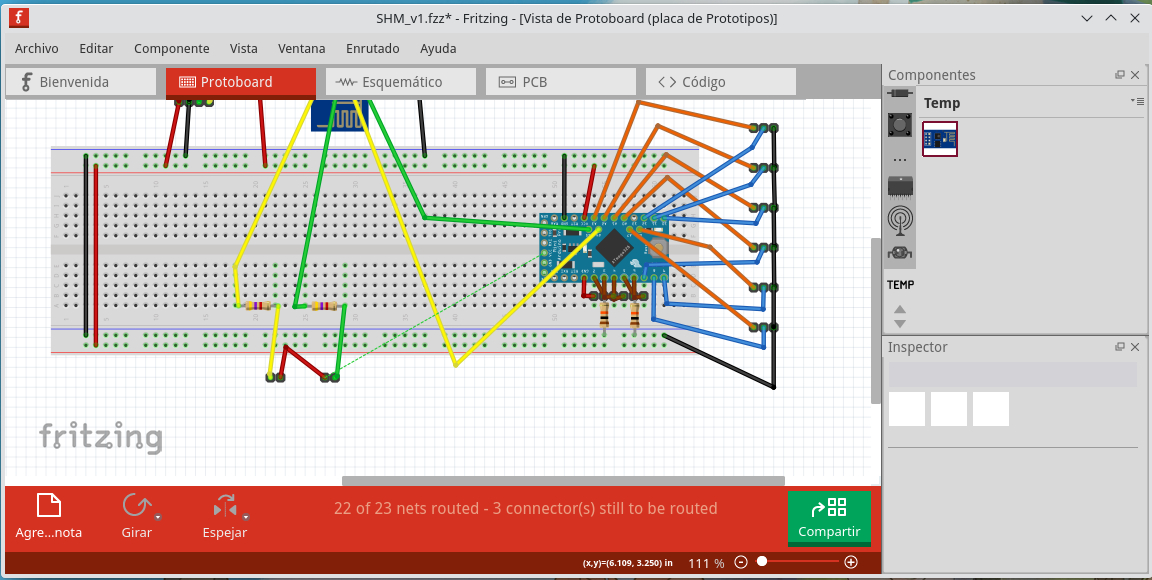 SHM_v1.fzz* - Fritzing - [Vista de Protoboard (placa de Prototipos)]
Archivo Editar Componente Vista Ventana Enrutado Ayuda
Bienvenida Protoboard Esquemático PCB Código
Componentes
Temp
TEMP
Inspector
fritzing
Agre...nota Girar Espejar
22 of 23 nets routed - 3 connector(s) still to be routed
Compartir
(x,y)=(6.109, 3.250) in 111 %